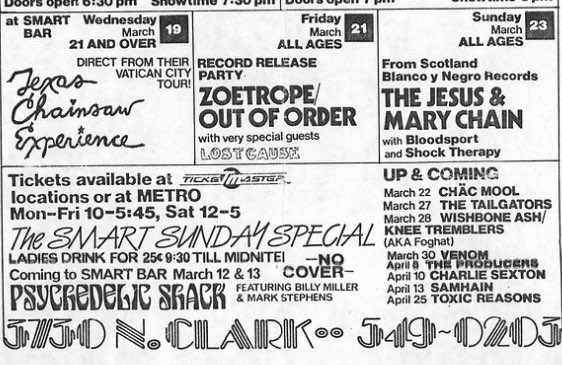 Doors open 6:30 pm Showtime 7:30 pm Doors open 7 pm
at SMART BAR
Wednesday
March 19
21 AND OVER
DIRECT FROM THEIR
VATICAN CITY
TOUR!
Texas
Chainsaw
Experience
Friday
March 21
ALL AGES
RECORD RELEASE
PARTY
ZOETROPE/
OUT OF ORDER
with very special guests
LOST CAUSE
Sunday
March 23
ALL AGES
From Scotland
Blanco y Negro Records
THE JESUS &
MARY CHAIN
with Bloodsport
and Shock Therapy
Tickets available at TICKETMASTER
locations or at METRO
Mon-Fri 10-5:45, Sat 12-5
The SMART SUNDAY SPECIAL
LADIES DRINK FOR 25¢ 9:30 TILL MIDNITE!
—NO
COVER—
Coming to SMART BAR March 12 & 13
PSYCHEDELIC SHACK
FEATURING BILLY MILLER
& MARK STEPHENS
UP & COMING
March 22 CHÄC MOOL
March 27 THE TAILGATORS
March 28 WISHBONE ASH/
KNEE TREMBLERS
(AKA Foghat)
March 30 VENOM
April 8 THE PRODUCERS
April 10 CHARLIE SEXTON
April 13 SAMHAIN
April 25 TOXIC REASONS
3730 N. CLARK •• 549-0203